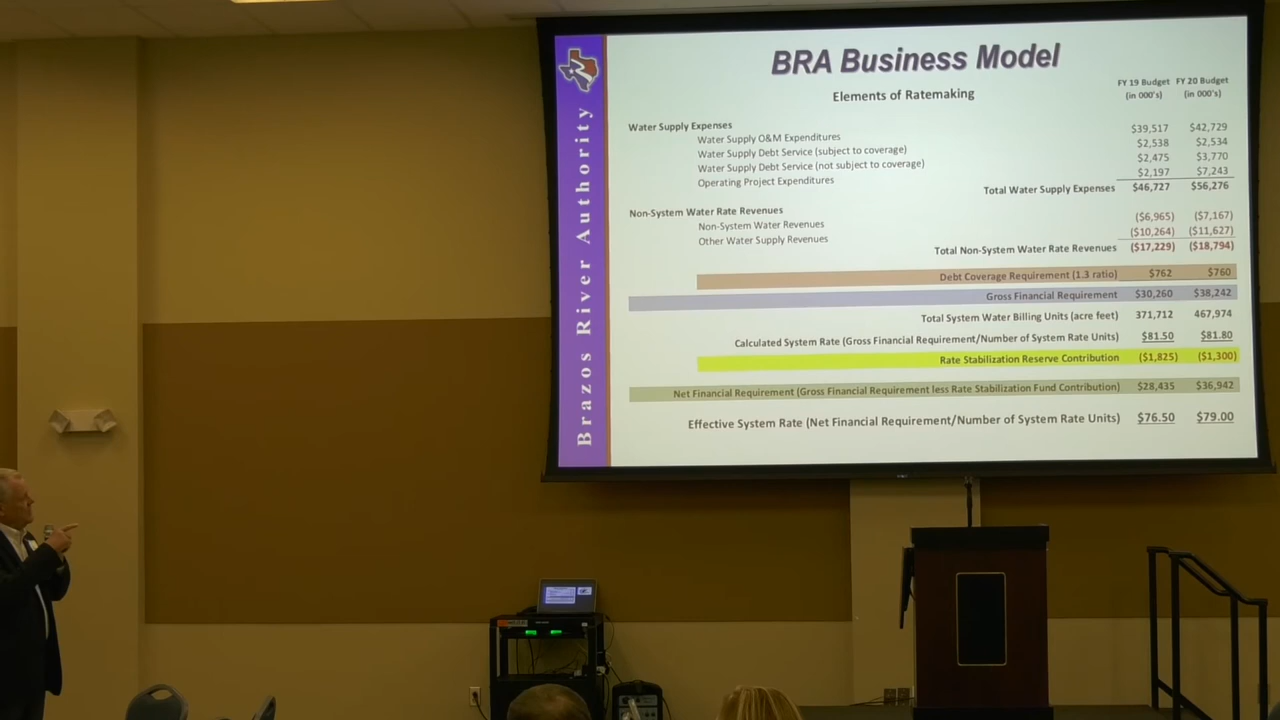 BRA Business Model
Elements of Ratemaking
FY 19 Budget FY 20 Budget
(in 000's) (in 000's)
Water Supply Expenses
Water Supply O&M Expenditures $39,517 $42,729
Water Supply Debt Service (subject to coverage) $2,538 $2,534
Water Supply Debt Service (not subject to coverage) $2,475 $3,770
Operating Project Expenditures $2,197 $7,243
Total Water Supply Expenses $46,727 $56,276
Non-System Water Rate Revenues
Non-System Water Revenues ($6,965) ($7,167)
Other Water Supply Revenues ($10,264) ($11,627)
Total Non-System Water Rate Revenues ($17,229) ($18,794)
Debt Coverage Requirement (1.3 ratio) $762 $760
Gross Financial Requirement $30,260 $38,242
Total System Water Billing Units (acre feet) 371,712 467,974
Calculated System Rate (Gross Financial Requirement/Number of System Rate Units) $81.50 $81.80
Rate Stabilization Reserve Contribution ($1,825) ($1,300)
Net Financial Requirement (Gross Financial Requirement less Rate Stabilization Fund Contribution) $28,435 $36,942
Effective System Rate (Net Financial Requirement/Number of System Rate Units) $76.50 $79.00
Brazos River Authority